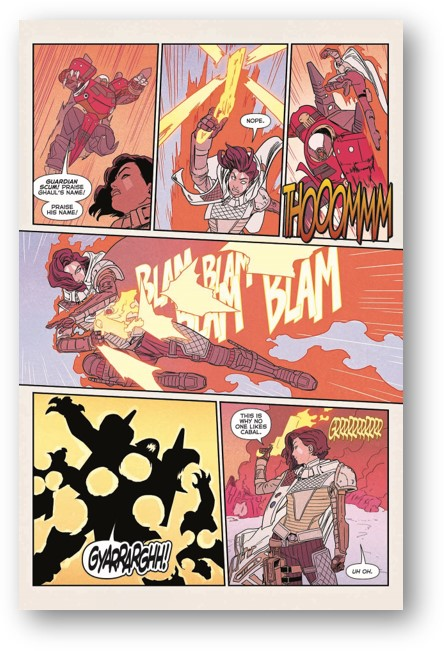 GUARDIAN
SCUM! PRAISE
GHAUL'S NAME!
PRAISE
HIS NAME!
NOPE.
THOOOMMM
BLAM
BLAM
BLAM
BLAM
GYARRARGHH!
THIS IS
WHY NO
ONE LIKES
CABAL.
UH OH.